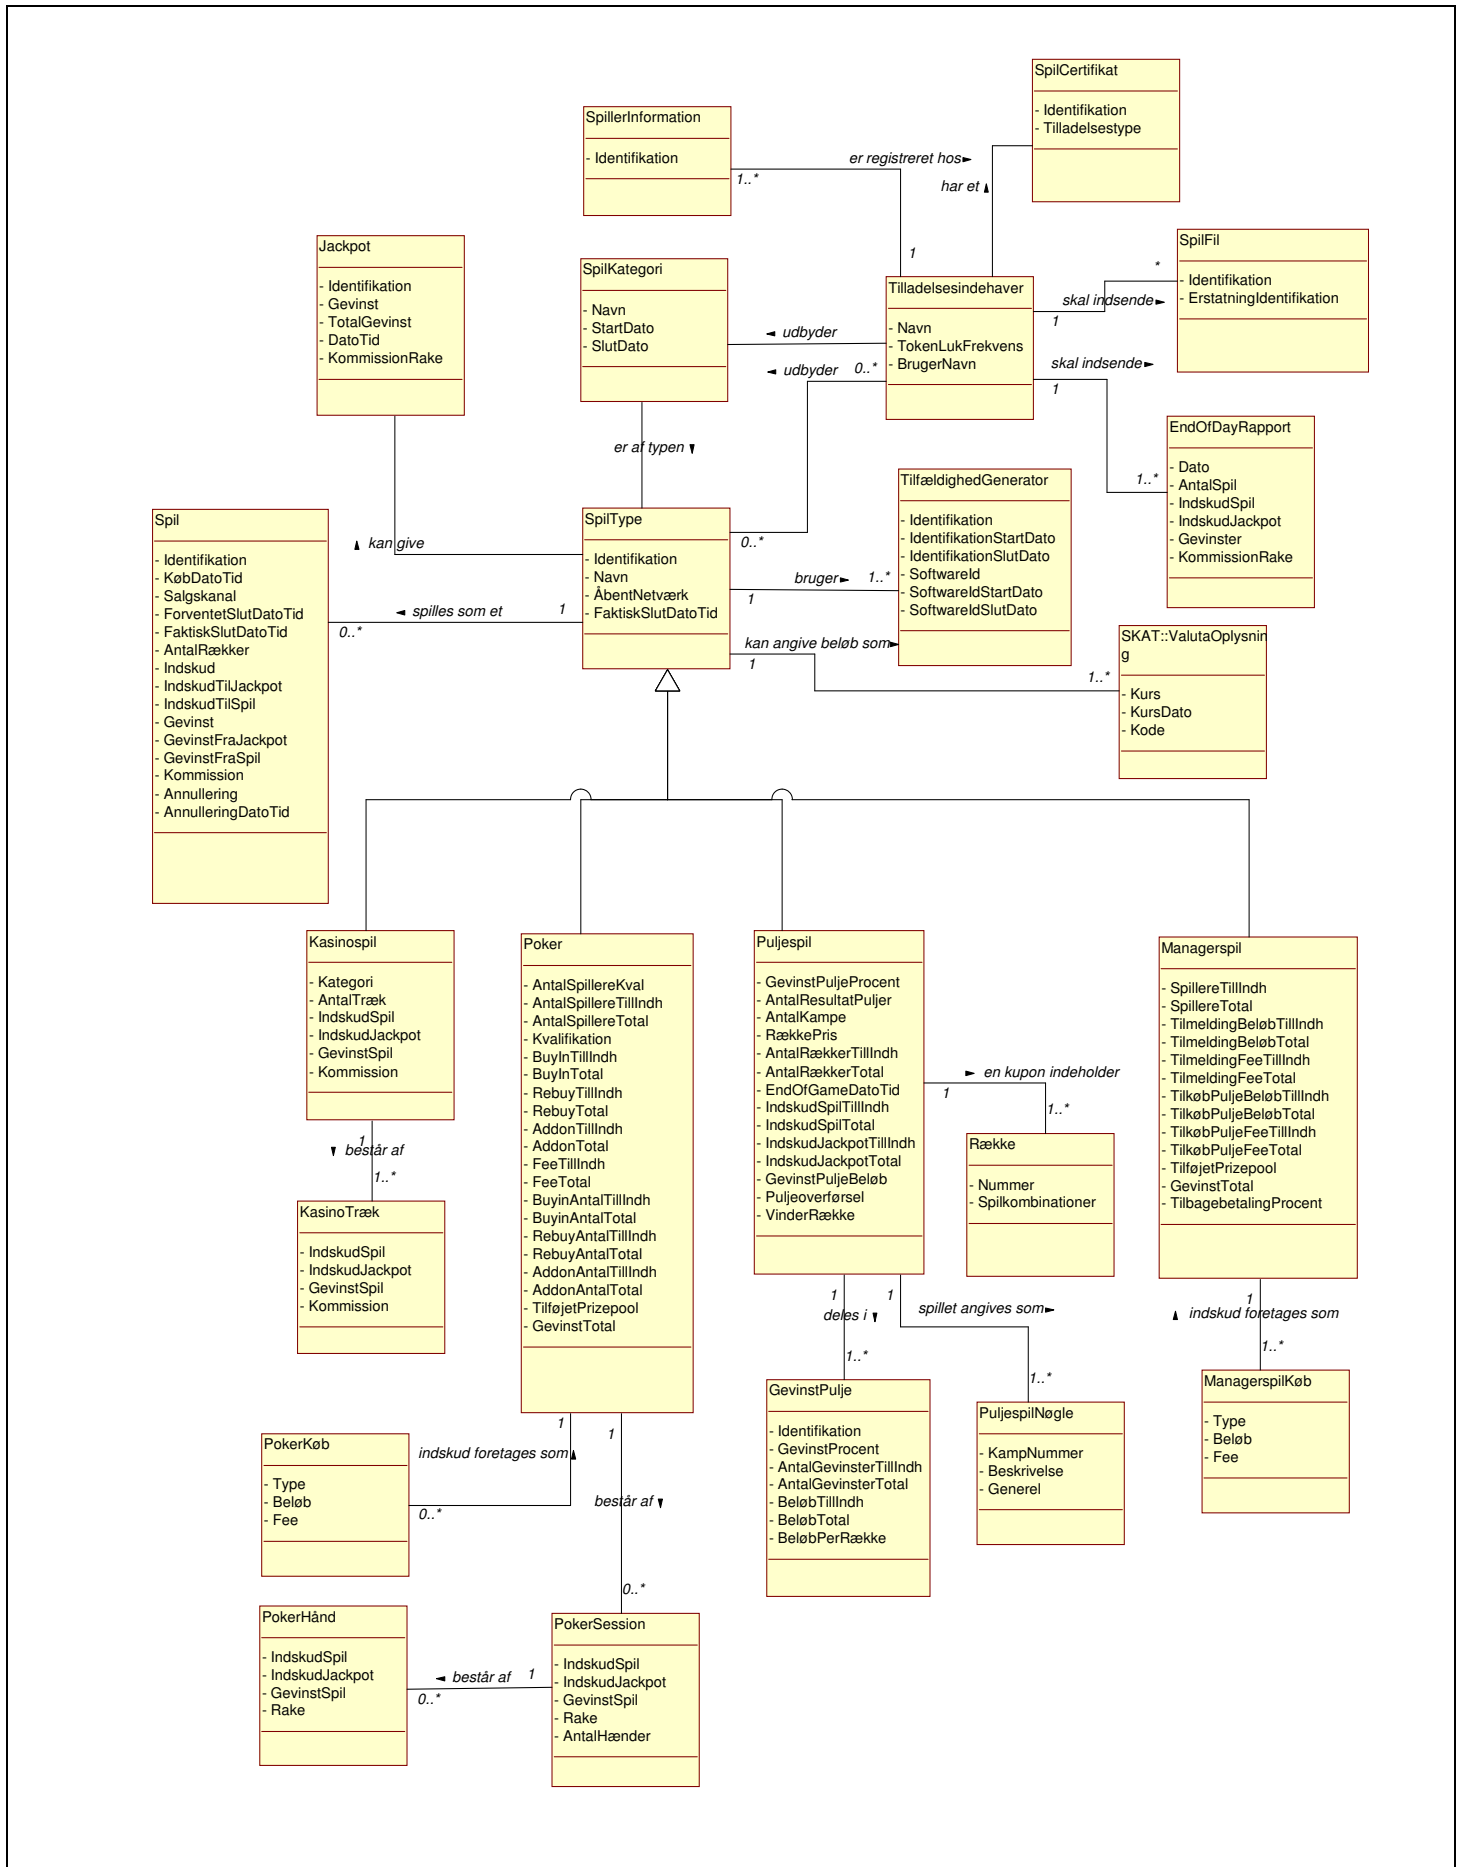 SpilCertifikat
- Identifikation
- Tilladelsestype
SpillerInformation
- Identifikation
er registreret hos
1..*
1
har et
Jackpot
- Identifikation
- Gevinst
- TotalGevinst
- DatoTid
- KommissionRake
SpilKategori
- Navn
- StartDato
- SlutDato
Tilladelsesindehaver
- Navn
- TokenLukFrekvens
- BrugerNavn
SpilFil
- Identifikation
- ErstatningIdentifikation
*
skal indsende
1
udbyder
udbyder
0..*
0..*
skal indsende
1
1..*
EndOfDayRapport
- Dato
- AntalSpil
- IndskudSpil
- IndskudJackpot
- Gevinster
- KommissionRake
er af typen
TilfældighedGenerator
- Identifikation
- IdentifikationStartDato
- IdentifikationSlutDato
- SoftwareId
- SoftwareIdStartDato
- SoftwareIdSlutDato
Spil
- Identifikation
- KøbDatoTid
- Salgskanal
- ForventetSlutDatoTid
- FaktiskSlutDatoTid
- AntalRækker
- Indskud
- IndskudTilJackpot
- IndskudTilSpil
- Gevinst
- GevinstFraJackpot
- GevinstFraSpil
- Kommission
- Annullering
- AnnulleringDatoTid
SpilType
- Identifikation
- Navn
- ÅbentNetværk
- FaktiskSlutDatoTid
kan give
spilles som et
1
0..*
bruger
1..*
1
kan angive beløb som
1
1..*
SKAT::ValutaOplysnin
g
- Kurs
- KursDato
- Kode
Kasinospil
- Kategori
- AntalTræk
- IndskudSpil
- IndskudJackpot
- GevinstSpil
- Kommission
1
består af
1..*
KasinoTræk
- IndskudSpil
- IndskudJackpot
- GevinstSpil
- Kommission
Poker
- AntalSpillereKval
- AntalSpillereTillIndh
- AntalSpillereTotal
- Kvalifikation
- BuyInTillIndh
- BuyInTotal
- RebuyTillIndh
- RebuyTotal
- AddonTillIndh
- AddonTotal
- FeeTillIndh
- FeeTotal
- BuyinAntalTillIndh
- BuyinAntalTotal
- RebuyAntalTillIndh
- RebuyAntalTotal
- AddonAntalTillIndh
- AddonAntalTotal
- TilføjetPrizepool
- GevinstTotal
Puljespil
- GevinstPuljeProcent
- AntalResultatPuljer
- AntalKampe
- RækkePris
- AntalRækkerTillIndh
- AntalRækkerTotal
- EndOfGameDatoTid
- IndskudSpilTillIndh
- IndskudSpilTotal
- IndskudJackpotTillIndh
- IndskudJackpotTotal
- GevinstPuljeBeløb
- Puljeoverførsel
- VinderRække
en kupon indeholder
1
1..*
Række
- Nummer
- Spilkombinationer
Managerspil
- SpillereTillIndh
- SpillereTotal
- TilmeldingBeløbTillIndh
- TilmeldingBeløbTotal
- TilmeldingFeeTillIndh
- TilmeldingFeeTotal
- TilkøbPuljeBeløbTillIndh
- TilkøbPuljeBeløbTotal
- TilkøbPuljeFeeTillIndh
- TilkøbPuljeFeeTotal
- TilføjetPrizepool
- GevinstTotal
- TilbagebetalingProcent
1
deles i
1..*
1
spillet angives som
1..*
1
indskud foretages som
1..*
GevinstPulje
- Identifikation
- GevinstProcent
- AntalGevinsterTillIndh
- AntalGevinsterTotal
- BeløbTillIndh
- BeløbTotal
- BeløbPerRække
PuljespilNøgle
- KampNummer
- Beskrivelse
- Generel
ManagerspilKøb
- Type
- Beløb
- Fee
PokerKøb
- Type
- Beløb
- Fee
1
indskud foretages som
0..*
1
består af
0..*
PokerHånd
- IndskudSpil
- IndskudJackpot
- GevinstSpil
- Rake
består af
1
0..*
PokerSession
- IndskudSpil
- IndskudJackpot
- GevinstSpil
- Rake
- AntalHænder